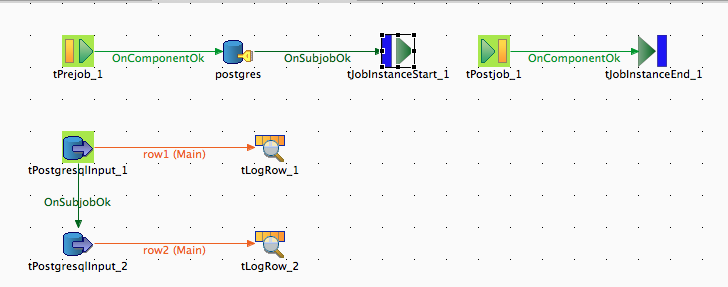 OnComponentOk
OnSubjobOk
OnComponentOk
tPrejob_1
postgres
tJobInstanceStart_1
tPostjob_1
tJobInstanceEnd_1
row1 (Main)
tPostgresqlInput_1
tLogRow_1
OnSubjobOk
row2 (Main)
tPostgresqlInput_2
tLogRow_2